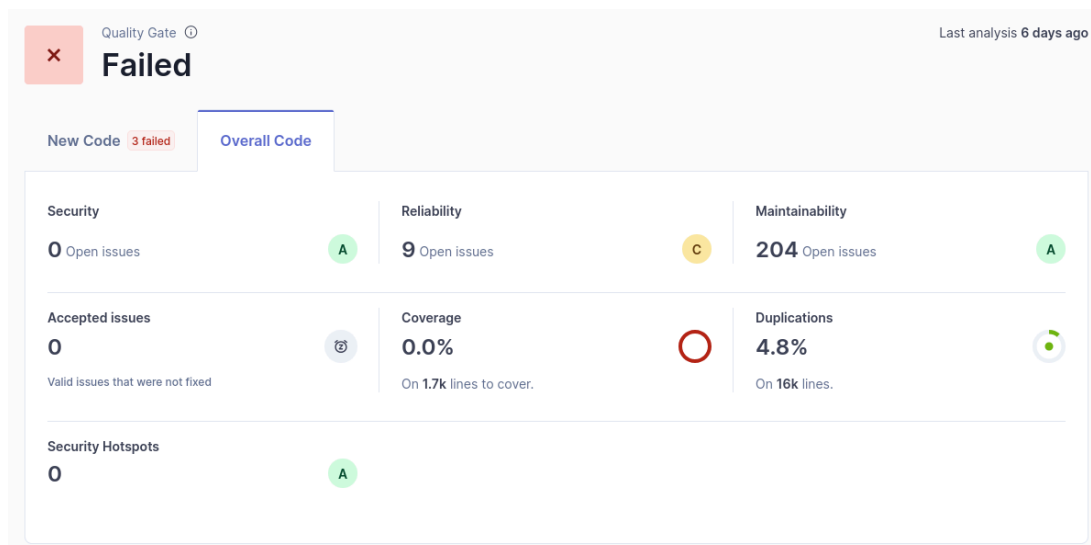 Quality Gate
Last analysis 6 days ago
Failed
New Code 3 failed Overall Code
Security
0 Open issues A
Reliability
9 Open issues C
Maintainability
204 Open issues A
Accepted issues
0
Valid issues that were not fixed
Coverage
0.0%
On 1.7k lines to cover.
Duplications
4.8%
On 16k lines.
Security Hotspots
0 A